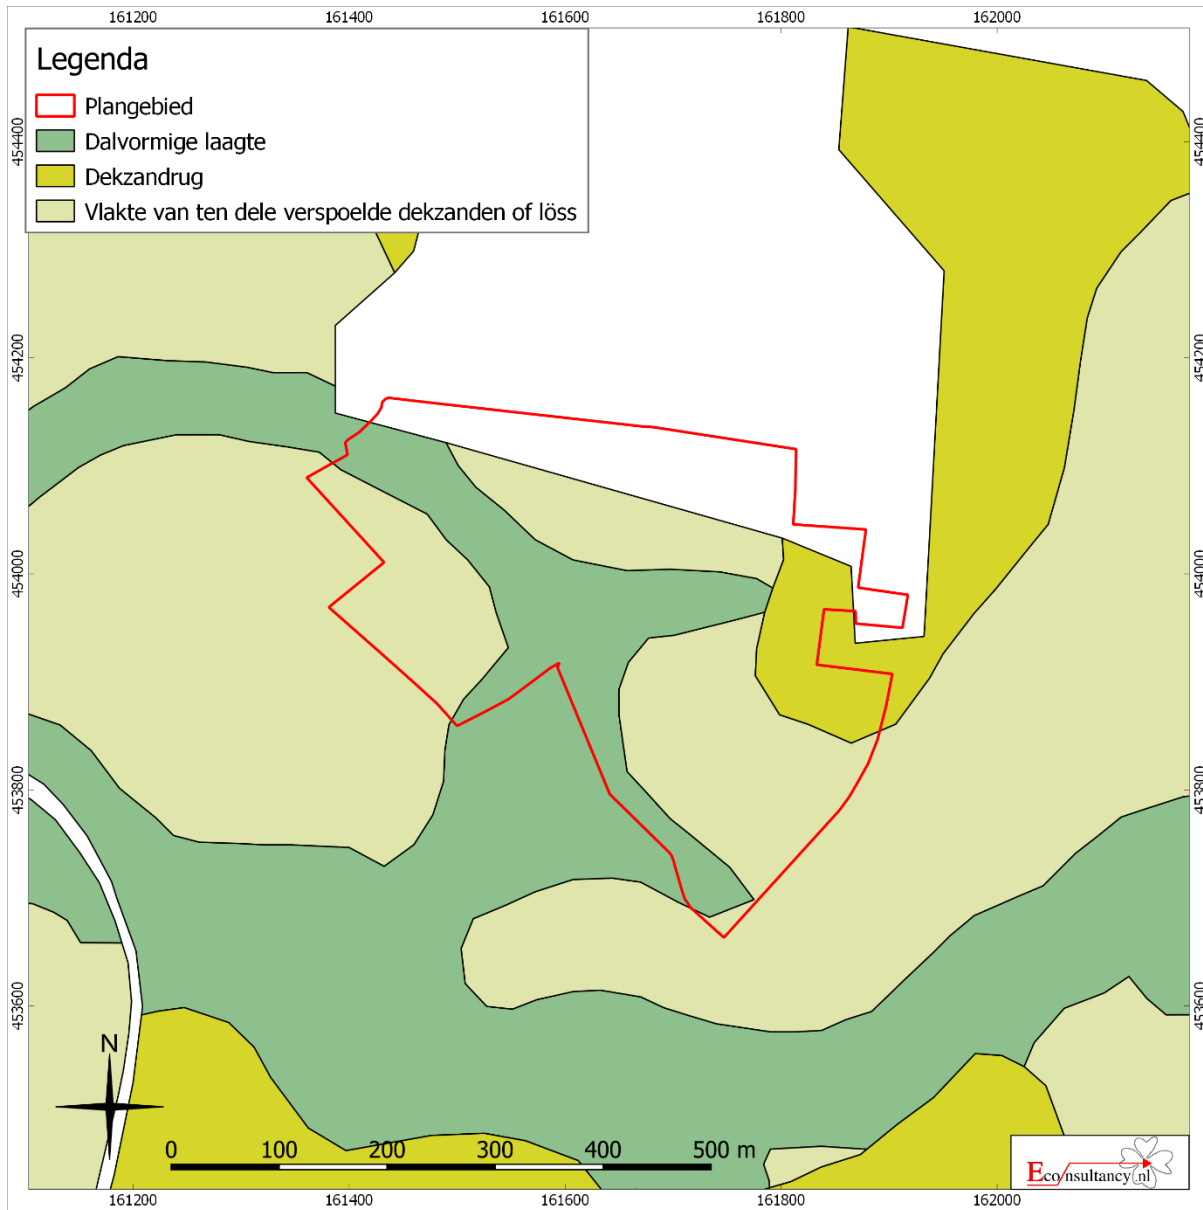 161200 161400 161600 161800 162000
Legenda
Plangebied
Dalvormige laagte
Dekzandrug
Vlakte van ten dele verspoelde dekzanden of löss
454400 454400
454200 454200
454000 454000
453800 453800
453600 453600
N
0 100 200 300 400 500 m
Econsultancy.nl
161200 161400 161600 161800 162000